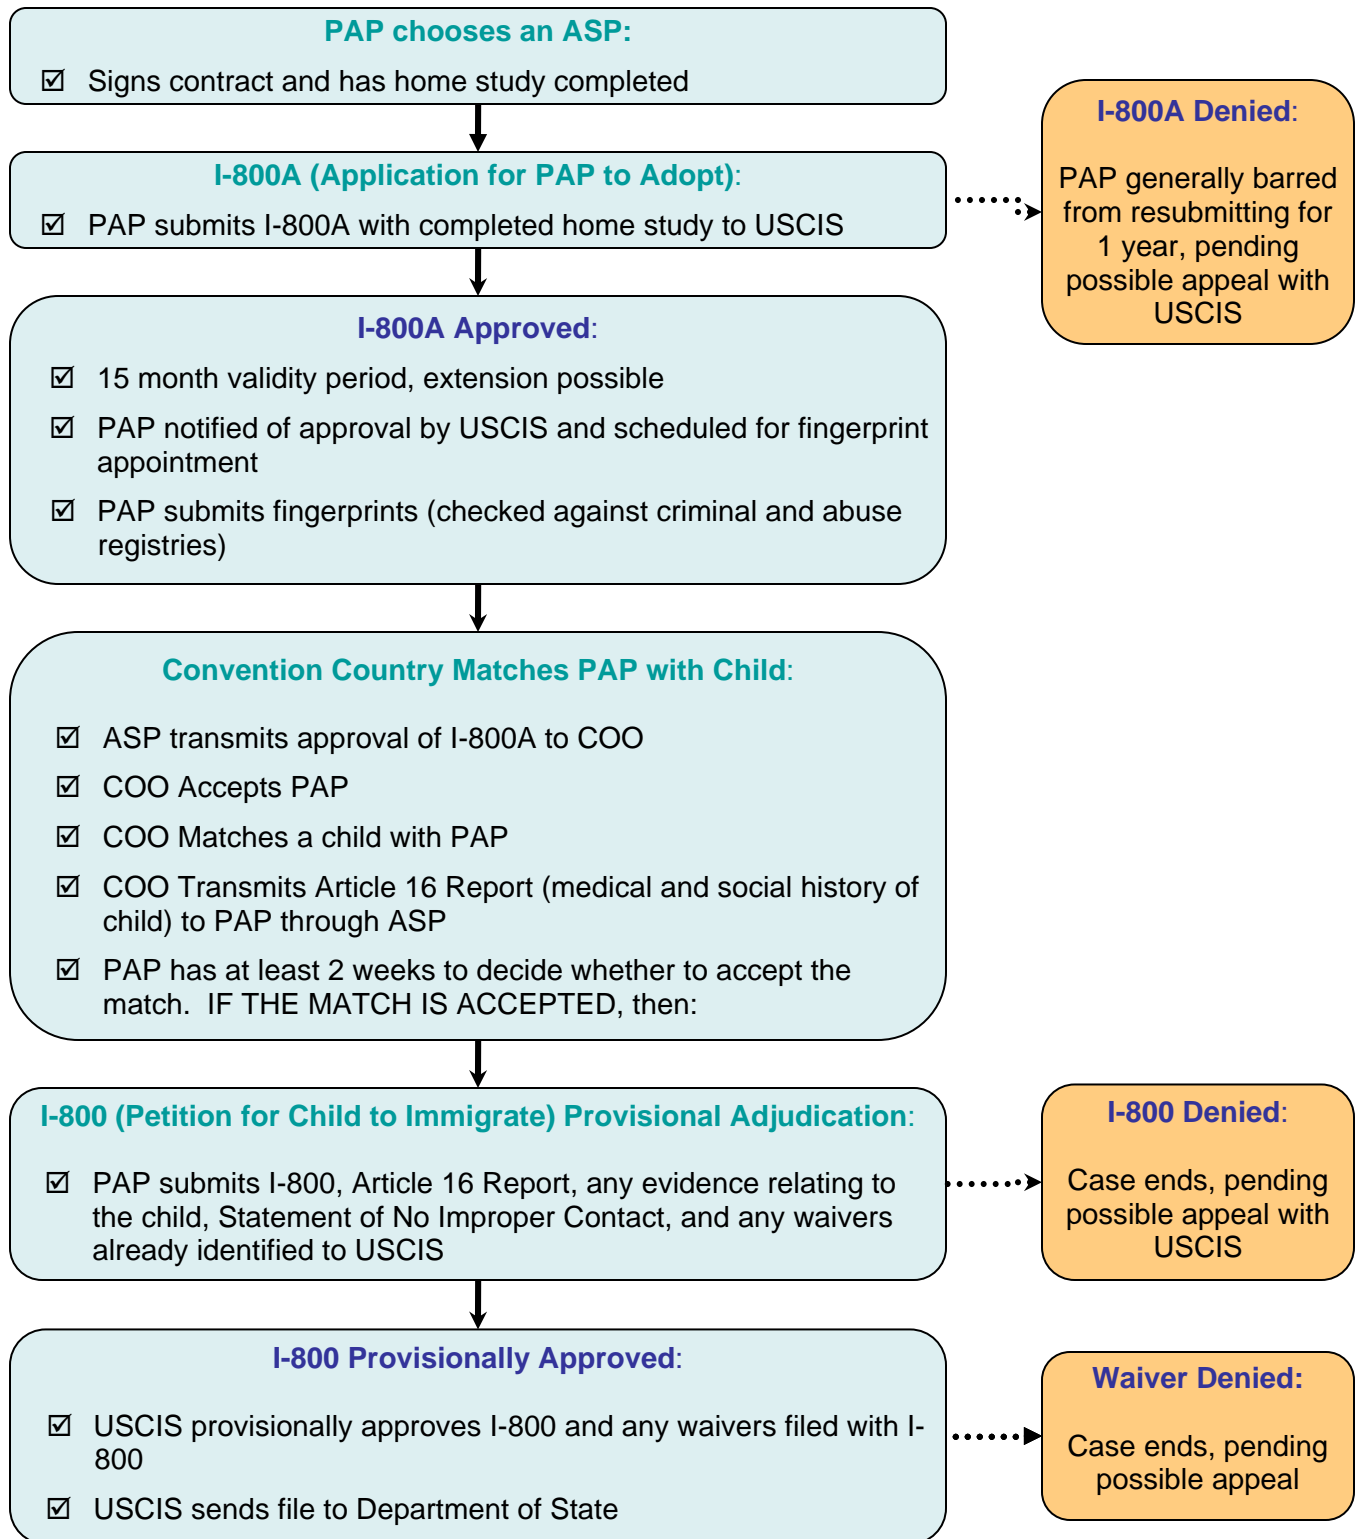 PAP chooses an ASP:
☑ Signs contract and has home study completed
I-800A (Application for PAP to Adopt):
☑ PAP submits I-800A with completed home study to USCIS
I-800A Denied:
PAP generally barred
from resubmitting for
1 year, pending
possible appeal with
USCIS
I-800A Approved:
☑ 15 month validity period, extension possible
☑ PAP notified of approval by USCIS and scheduled for fingerprint
appointment
☑ PAP submits fingerprints (checked against criminal and abuse
registries)
Convention Country Matches PAP with Child:
☑ ASP transmits approval of I-800A to COO
☑ COO Accepts PAP
☑ COO Matches a child with PAP
☑ COO Transmits Article 16 Report (medical and social history of
child) to PAP through ASP
☑ PAP has at least 2 weeks to decide whether to accept the
match.  IF THE MATCH IS ACCEPTED, then:
I-800 (Petition for Child to Immigrate) Provisional Adjudication:
☑ PAP submits I-800, Article 16 Report, any evidence relating to
the child, Statement of No Improper Contact, and any waivers
already identified to USCIS
I-800 Denied:
Case ends, pending
possible appeal with
USCIS
I-800 Provisionally Approved:
☑ USCIS provisionally approves I-800 and any waivers filed with I-
800
☑ USCIS sends file to Department of State
Waiver Denied:
Case ends, pending
possible appeal